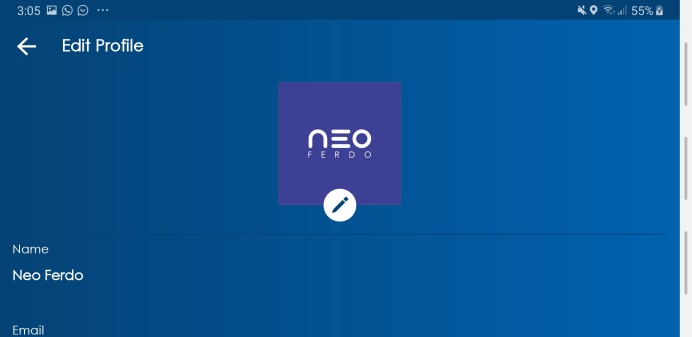 3:05 55%
Edit Profile
NEO
FERDO
Name
Neo Ferdo
Email